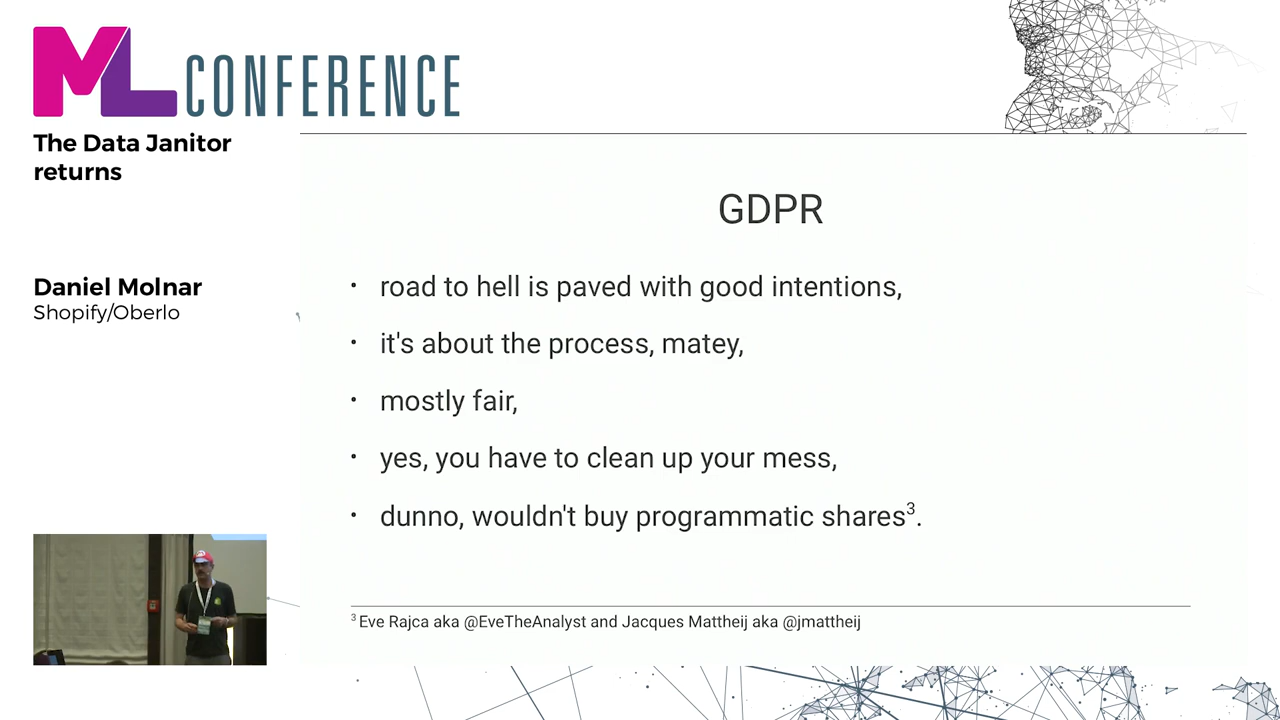 ML CONFERENCE
The Data Janitor
returns
Daniel Molnar
Shopify/Oberlo
GDPR
• road to hell is paved with good intentions,
• it's about the process, matey,
• mostly fair,
• yes, you have to clean up your mess,
• dunno, wouldn't buy programmatic shares³.
³ Eve Rajca aka @EveTheAnalyst and Jacques Mattheij aka @jmattheij